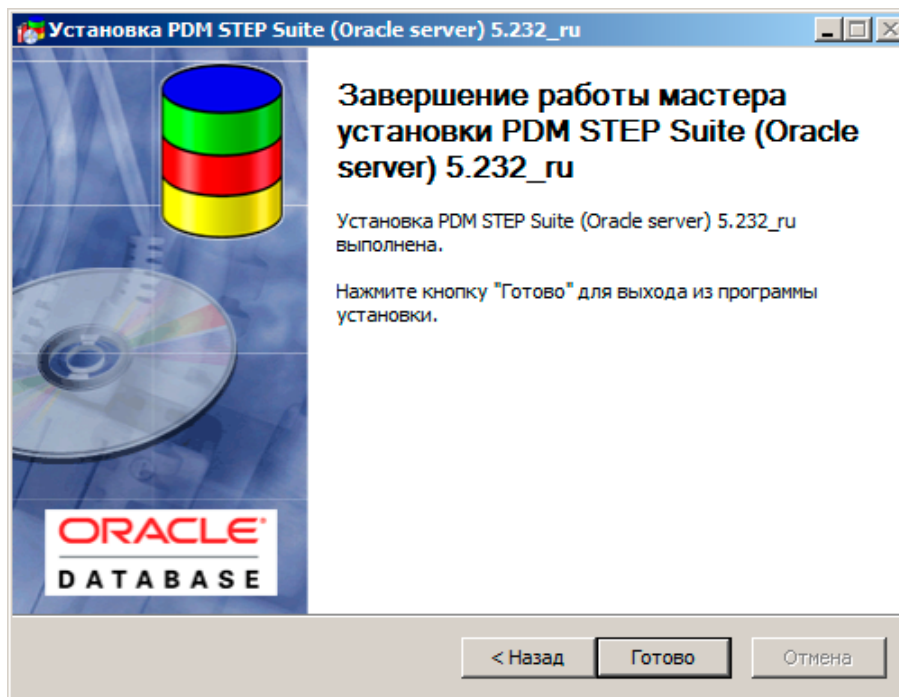 Установка PDM STEP Suite (Oracle server) 5.232_ru
Завершение работы мастера
установки PDM STEP Suite (Oracle
server) 5.232_ru
Установка PDM STEP Suite (Oracle server) 5.232_ru
выполнена.
Нажмите кнопку "Готово" для выхода из программы
установки.
ORACLE®
DATABASE
< Назад Готово Отмена